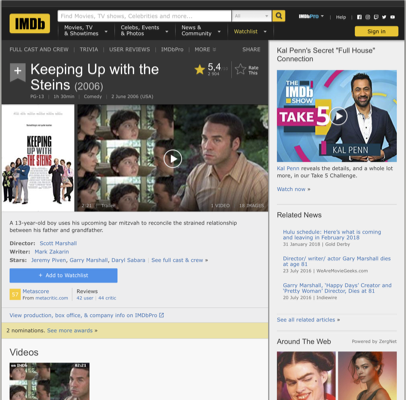 IMDb
Find Movies, TV shows, Celebrities and more...
All
IMDbPro
Help
Movies, TV
& Showtimes
Celebs, Events
& Photos
News &
Community
Watchlist
Sign in
FULL CAST AND CREW | TRIVIA | USER REVIEWS | IMDbPro | MORE
SHARE
Keeping Up with the
Steins (2006)
5,4
Rate
This
PG-13 | 1h 30min | Comedy | 2 June 2006 (USA)
KEEPING
UP WITH
THE STEINS
2:21 | Trailer
1 VIDEO
A 13-year-old boy uses his upcoming bar mitzvah to reconcile the strained relationship
between his father and grandfather.
Director: Scott Marshall
Writer: Mark Zakarin
Stars: Jeremy Piven, Garry Marshall, Daryl Sabara | See full cast & crew »
+ Add to Watchlist
Metascore
From metacritic.com
Reviews
42 user | 44 critic
View production, box office, & company info on IMDbPro
2 nominations. See more awards »
Videos
Kal Penn's Secret "Full House"
Connection
THE
IMDb
SHOW
TAKE 5
KAL PENN
Kal Penn reveals the details, and a whole lot
more, in our Take 5 Challenge.
Watch now »
Related News
Hulu schedule: Here's what is coming
and leaving in February 2018
31 January 2018 | Gold Derby
Director/ writer/ actor Garry Marshall dies
at age 81
23 July 2016 | WeAreMovieGeeks.com
Garry Marshall, 'Happy Days' Creator and
'Pretty Woman' Director, Dies at 81
20 July 2016 | Indiewire
See all related articles »
Around The Web
Powered by ZergNet